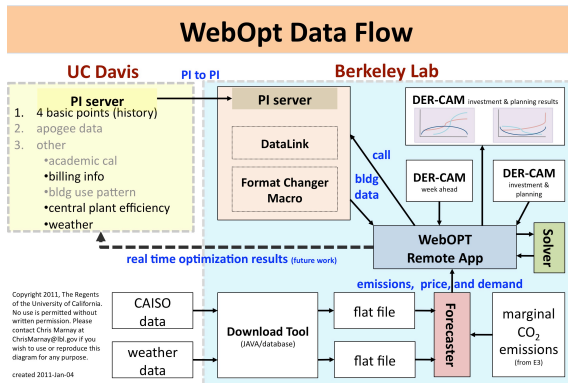 WebOpt Data Flow
UC Davis
PI to PI
Berkeley Lab
PI server
1. 4 basic points (history)
2. apogee data
3. other
•academic cal
•billing info
•bldg use pattern
•central plant efficiency
•weather
PI server
DataLink
Format Changer
Macro
call
bldg
data
DER-CAM investment & planning results
DER-CAM
week ahead
DER-CAM
investment &
planning
WebOPT
Remote App
Solver
real time optimization results (future work)
emissions, price, and demand
Copyright 2011, The Regents
of the University of California.
No use is permitted without
written permission. Please
contact Chris Marnay at
ChrisMarnay@lbl.gov if you
wish to use or reproduce this
diagram for any purpose.
created 2011-Jan-04
CAISO
data
weather
data
Download Tool
(JAVA/database)
flat file
flat file
Forecaster
marginal
CO2
emissions
(from E3)